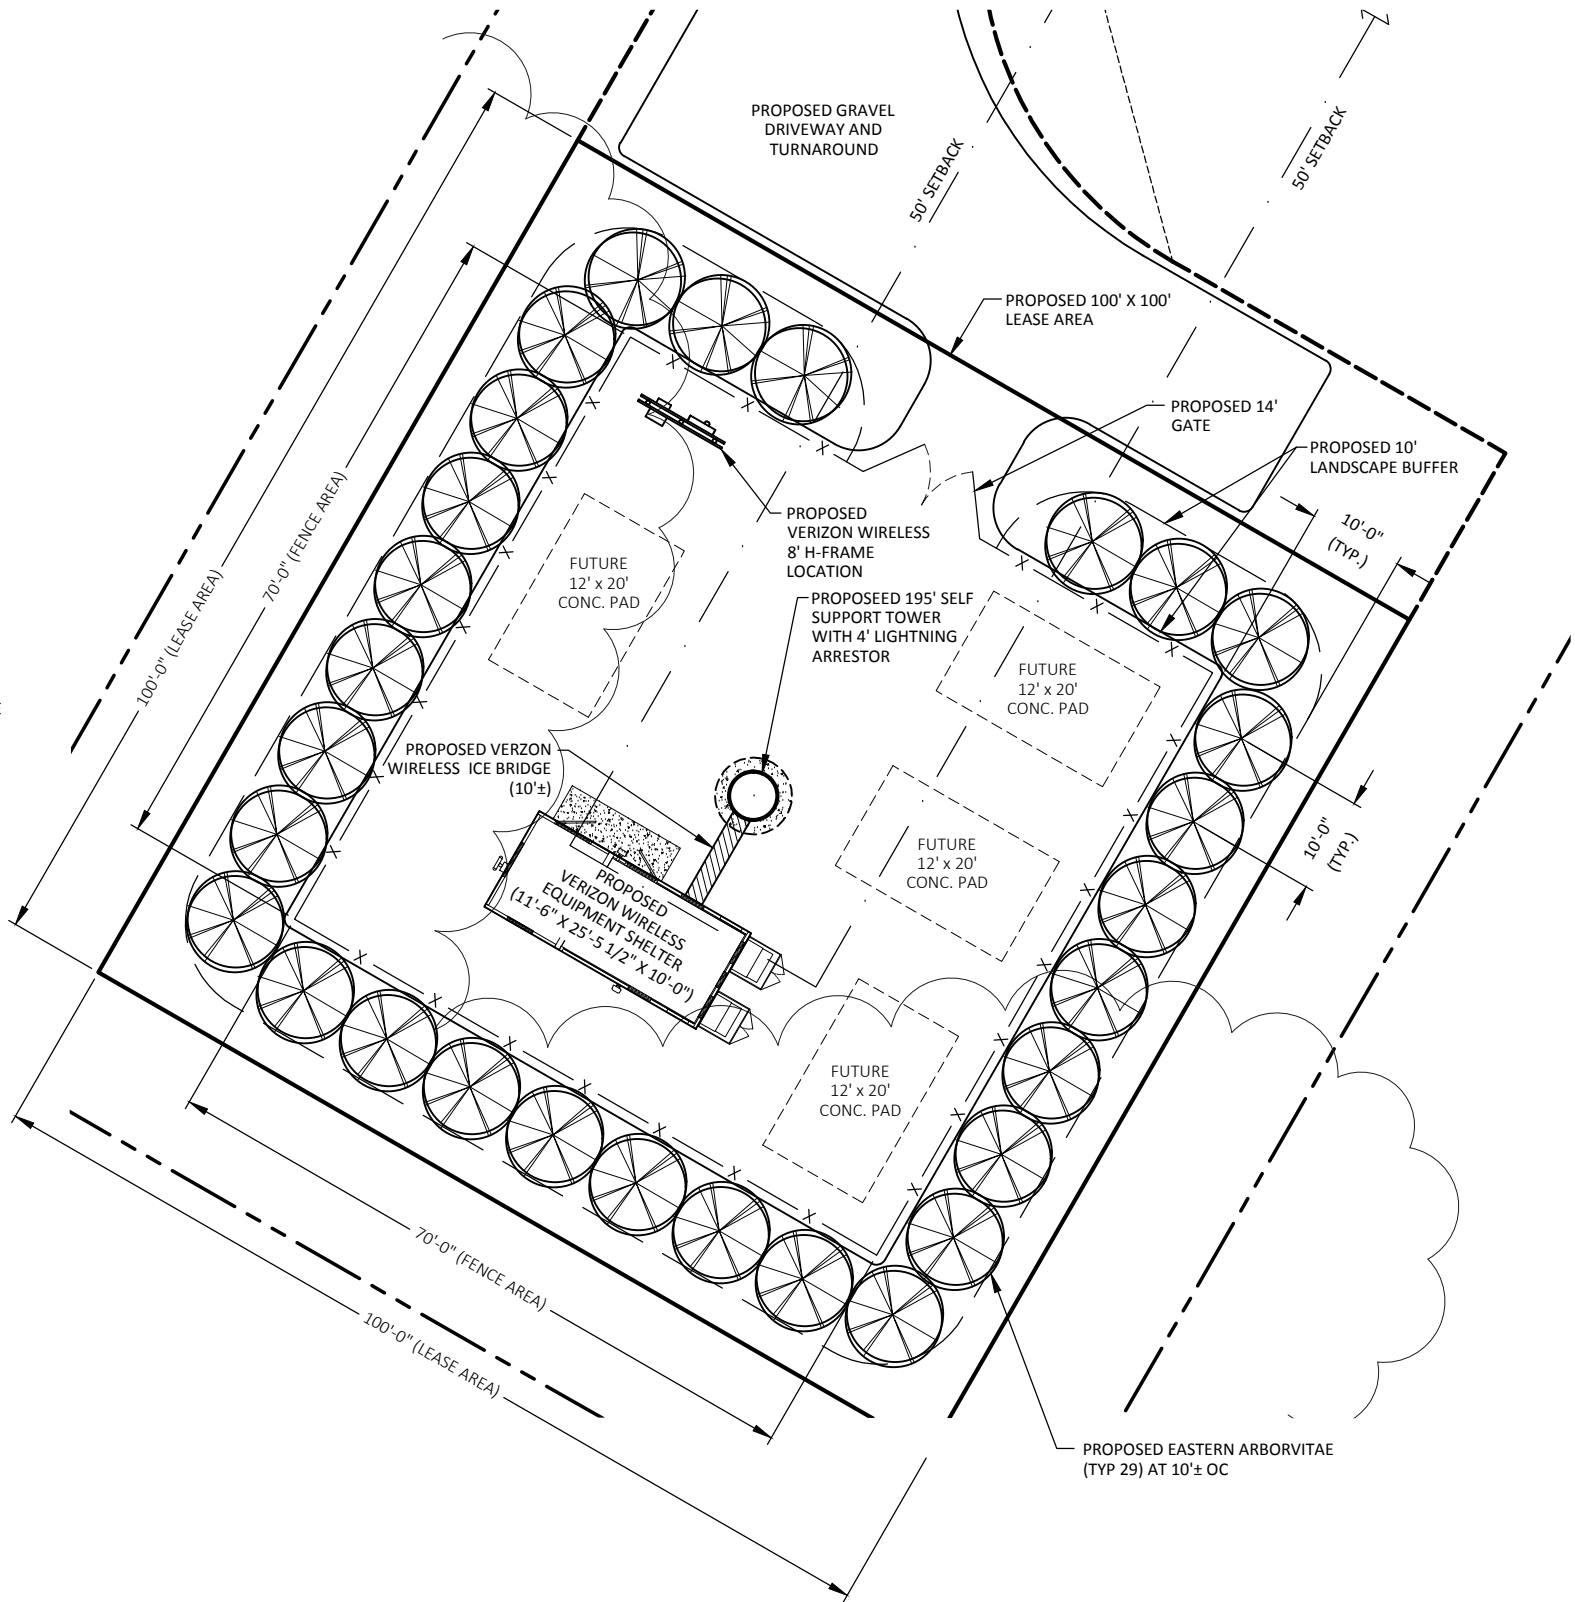 PROPOSED GRAVEL
DRIVEWAY AND
TURNAROUND
50' SETBACK
50' SETBACK
PROPOSED 100' X 100'
LEASE AREA
PROPOSED 14'
GATE
PROPOSED 10'
LANDSCAPE BUFFER
10'-0"
(TYP.)
PROPOSED
VERIZON WIRELESS
8' H-FRAME
LOCATION
FUTURE
12' x 20'
CONC. PAD
PROPOSEED 195' SELF
SUPPORT TOWER
WITH 4' LIGHTNING
ARRESTOR
FUTURE
12' x 20'
CONC. PAD
100'-0" (LEASE AREA)
70'-0" (FENCE AREA)
PROPOSED VERZON
WIRELESS ICE BRIDGE
(10'±)
FUTURE
12' x 20'
CONC. PAD
10'-0"
(TYP.)
PROPOSED
VERIZON WIRELESS
EQUIPMENT SHELTER
(11'-6" X 25'-5 1/2" X 10'-0")
FUTURE
12' x 20'
CONC. PAD
70'-0" (FENCE AREA)
100'-0" (LEASE AREA)
PROPOSED EASTERN ARBORVITAE
(TYP 29) AT 10'± OC